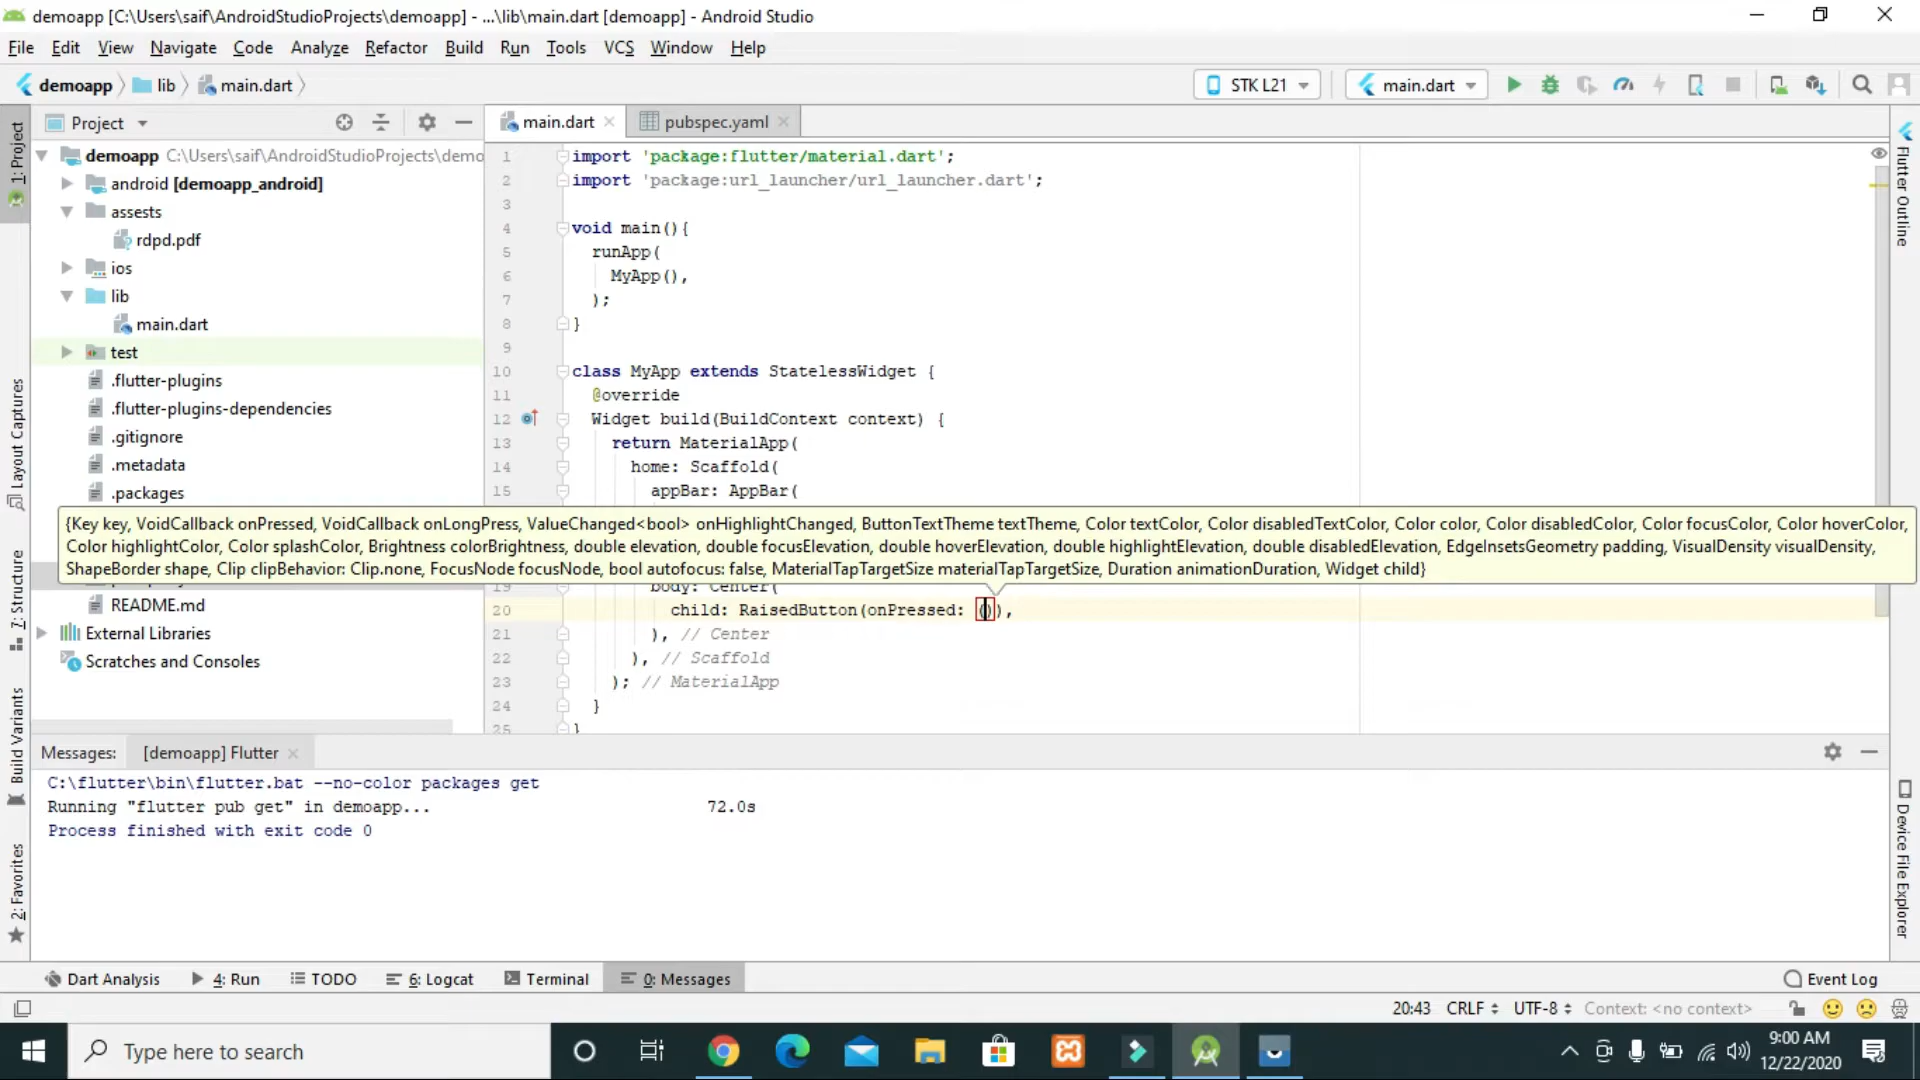 demoapp [C:\Users\saif\AndroidStudioProjects\demoapp] - ...\lib\main.dart [demoapp] - Android Studio
File Edit View Navigate Code Analyze Refactor Build Run Tools VCS Window Help
demoapp lib main.dart STK L21 main.dart
Project main.dart pubspec.yaml
1: Project
7: Structure
Layout Captures
Build Variants
2: Favorites
demoapp C:\Users\saif\AndroidStudioProjects\demo
android [demoapp_android]
assests
rdpd.pdf
ios
lib
main.dart
test
.flutter-plugins
.flutter-plugins-dependencies
.gitignore
.metadata
.packages
README.md
External Libraries
Scratches and Consoles
1 import 'package:flutter/material.dart';
2 import 'package:url_launcher/url_launcher.dart';
3
4 void main(){
5 runApp(
6 MyApp(),
7 );
8 }
9
10 class MyApp extends StatelessWidget {
11 @override
12 Widget build(BuildContext context) {
13 return MaterialApp(
14 home: Scaffold(
15 appBar: AppBar(
{Key key, VoidCallback onPressed, VoidCallback onLongPress, ValueChanged<bool> onHighlightChanged, ButtonTextTheme textTheme, Color textColor, Color disabledTextColor, Color color, Color disabledColor, Color focusColor, Color hoverColor,
Color highlightColor, Color splashColor, Brightness colorBrightness, double elevation, double focusElevation, double hoverElevation, double highlightElevation, double disabledElevation, EdgeInsetsGeometry padding, VisualDensity visualDensity,
ShapeBorder shape, Clip clipBehavior: Clip.none, FocusNode focusNode, bool autofocus: false, MaterialTapTargetSize materialTapTargetSize, Duration animationDuration, Widget child}
19 body: Center(
20 child: RaisedButton(onPressed: ()),
21 ), // Center
22 ), // Scaffold
23 ); // MaterialApp
24 }
25 }
Flutter Outline
Device File Explorer
Messages: [demoapp] Flutter
C:\flutter\bin\flutter.bat --no-color packages get
Running "flutter pub get" in demoapp... 72.0s
Process finished with exit code 0
Dart Analysis 4: Run TODO 6: Logcat Terminal 0: Messages Event Log
20:43 CRLF UTF-8 Context: <no context>
Type here to search
9:00 AM
12/22/2020